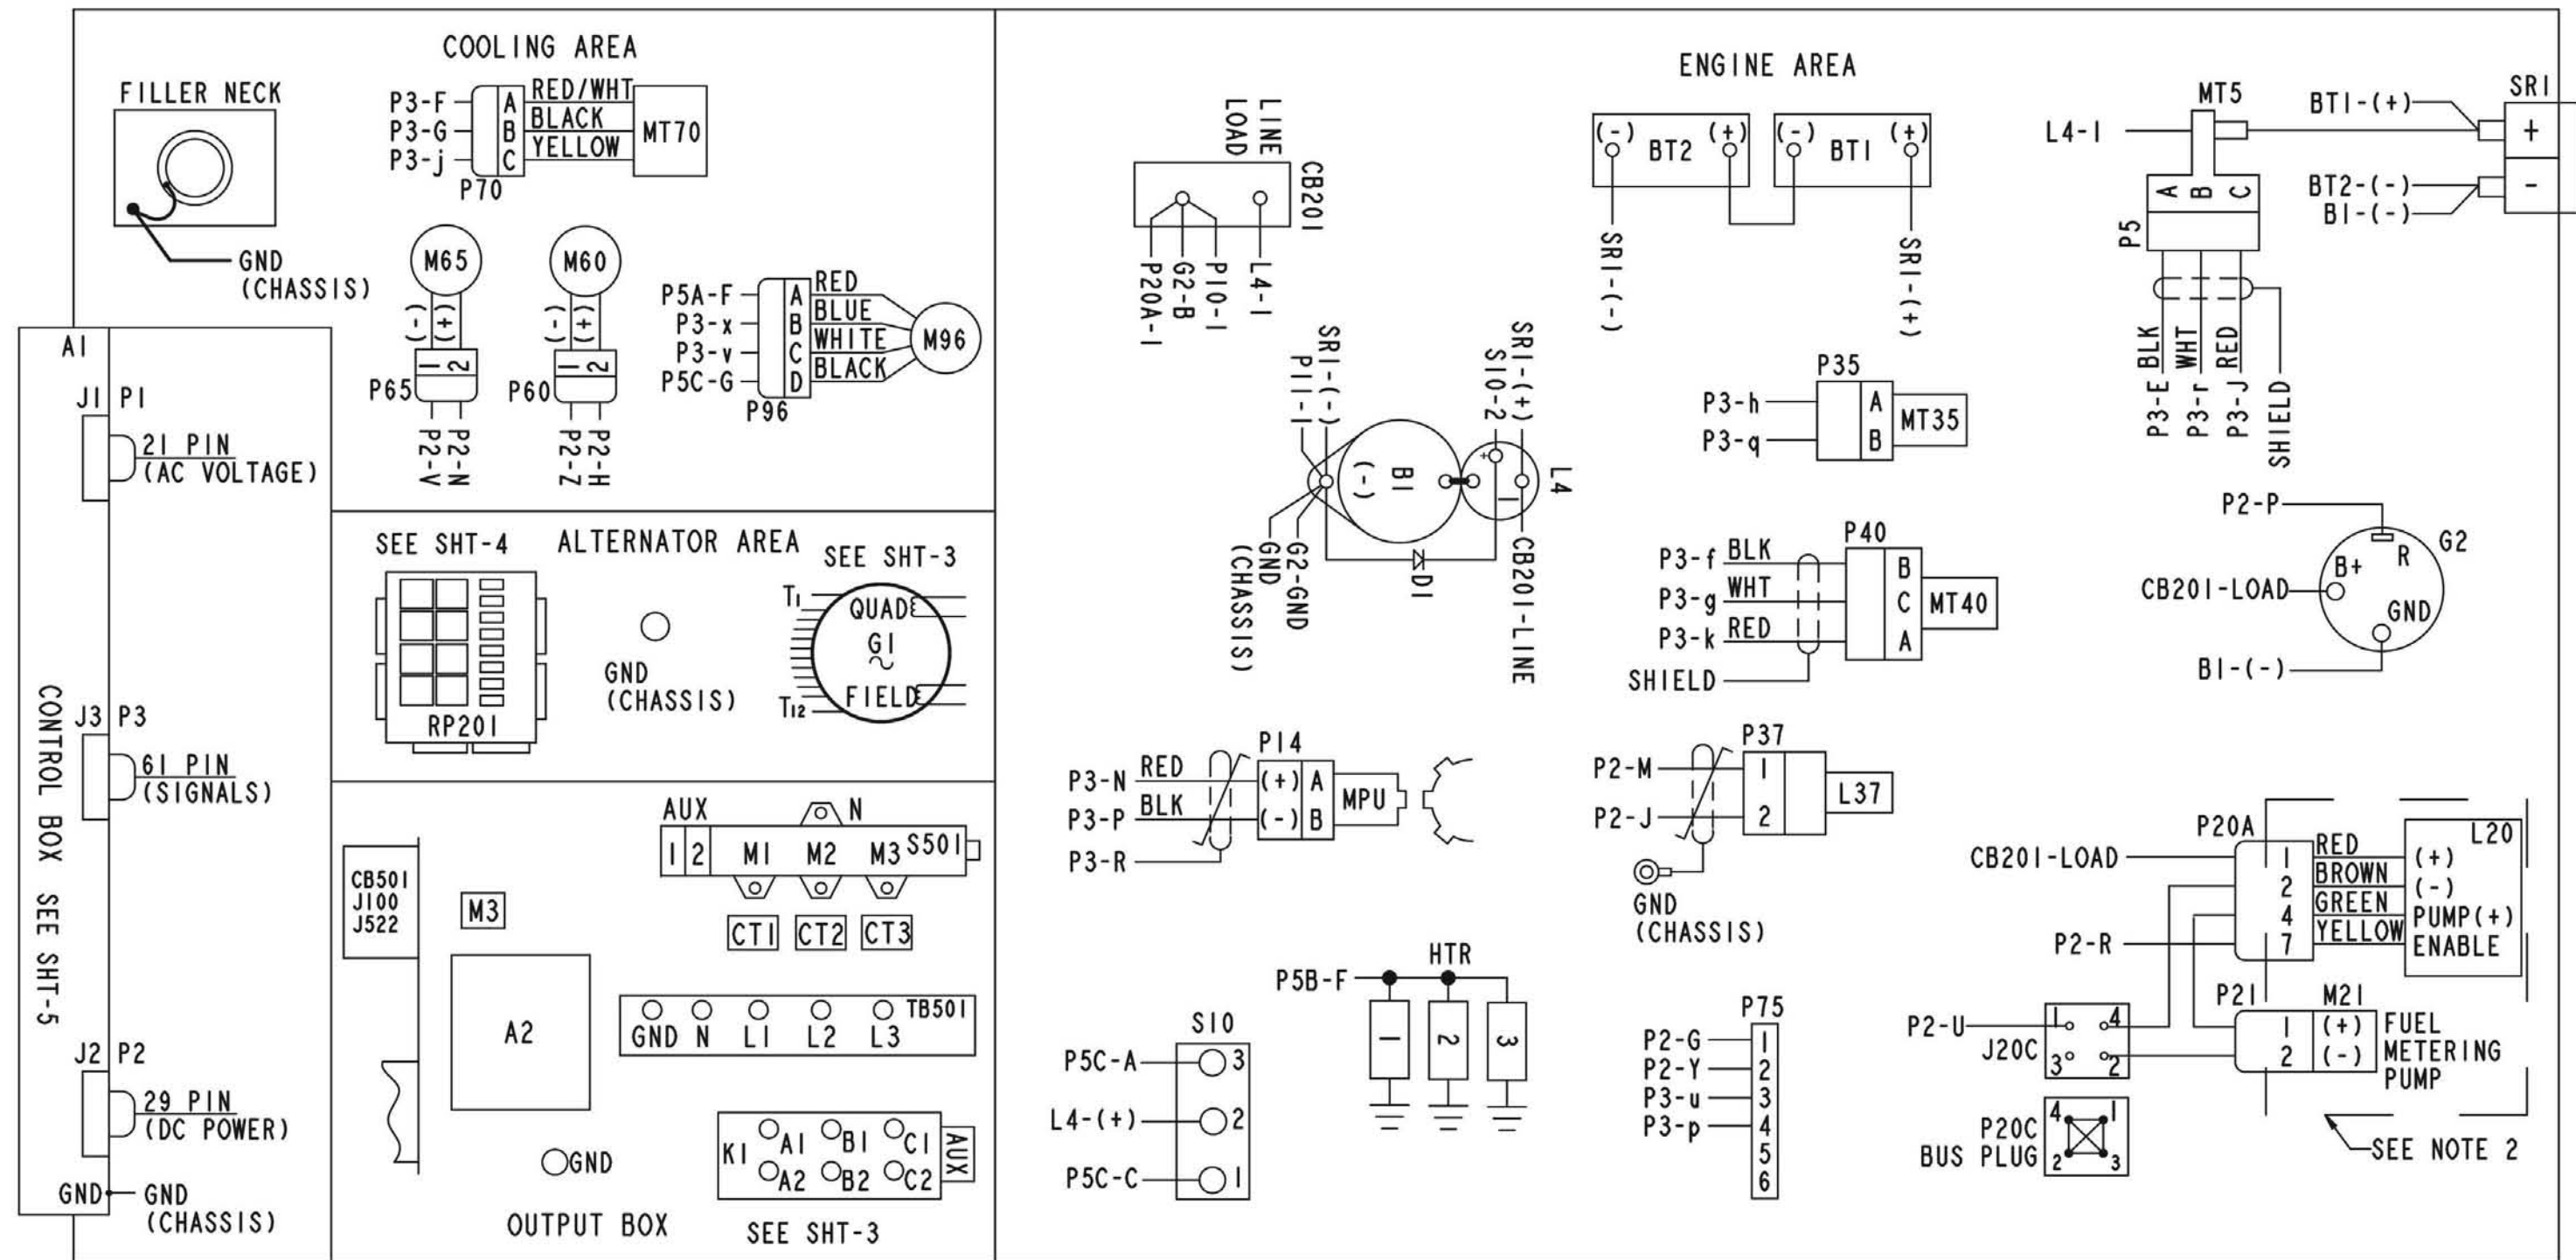 COOLING AREA
FILLER NECK
GND
(CHASSIS)
P3-F
P3-G
P3-j
A
B
C
P70
RED/WHT
BLACK
YELLOW
MT70
M65
(-)
(+)
1
2
P65
P2-V
P2-N
M60
(-)
(+)
1
2
P60
P2-Z
P2-H
P5A-F
P3-x
P3-v
P5C-G
A
B
C
D
P96
RED
BLUE
WHITE
BLACK
M96
A1
J1 P1
21 PIN
(AC VOLTAGE)
J3 P3
61 PIN
(SIGNALS)
CONTROL BOX SEE SHT-5
J2 P2
29 PIN
(DC POWER)
GND
GND
(CHASSIS)
ALTERNATOR AREA
SEE SHT-4
RP201
GND
(CHASSIS)
SEE SHT-3
T1
T12
QUAD
G1
FIELD
CB501
J100
J522
M3
A2
GND
AUX
N
1 2 M1 M2 M3 S501
CT1 CT2 CT3
TB501
GND N L1 L2 L3
K1
A1 B1 C1
A2 B2 C2
AUX
OUTPUT BOX
SEE SHT-3
ENGINE AREA
LOAD
LINE
CB201
P20A-1
G2-B
P10-1
L4-1
(-) BT2 (+)
(-) BT1 (+)
SR1-(-)
SR1-(+)
L4-1
MT5
BT1-(+)
SR1
+
BT2-(-)
B1-(-)
-
A
B
C
P5
BLK
WHT
RED
P3-E
P3-r
P3-J
SHIELD
SR1-(-)
P11-1
SR1-(+)
S10-2
(-)
B1
+
1
L4
D1
GND
(CHASSIS)
G2-GND
CB201-LINE
P35
P3-h
P3-q
A
B
MT35
P40
P3-f BLK
P3-g WHT
P3-k RED
SHIELD
B
C
A
MT40
P2-P
G2
R
B+
GND
CB201-LOAD
B1-(-)
P14
P3-N RED
P3-P BLK
P3-R
(+) A
(-) B
MPU
P37
P2-M
P2-J
1
2
L37
GND
(CHASSIS)
P20A
CB201-LOAD
P2-R
1
2
4
7
RED
BROWN
GREEN
YELLOW
L20
(+)
(-)
PUMP(+)
ENABLE
P5B-F
HTR
1
2
3
S10
P5C-A
L4-(+)
P5C-C
3
2
1
P75
P2-G
P2-Y
P3-u
P3-p
1
2
3
4
5
6
P2-U
J20C
1 4
3 2
P21
M21
1 (+)
2 (-)
FUEL
METERING
PUMP
P20C
BUS PLUG
4 1
2 3
SEE NOTE 2